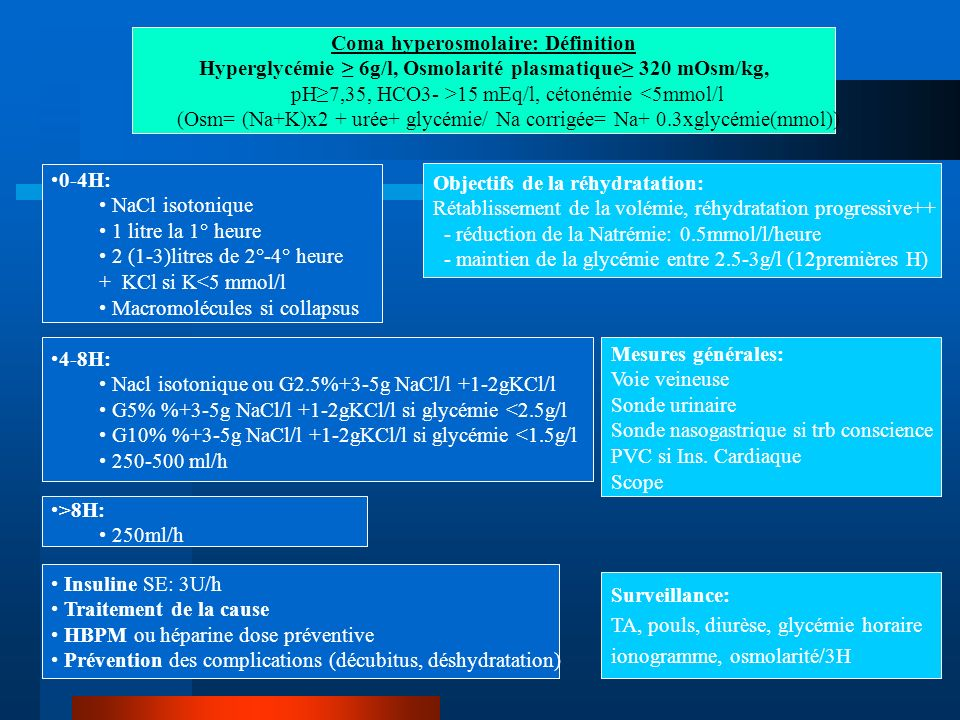 Coma hyperosmolaire: Définition
Hyperglycémie ≥ 6g/l, Osmolarité plasmatique≥ 320 mOsm/kg,
pH≥7,35, HCO3- >15 mEq/l, cétonémie <5mmol/l
(Osm= (Na+K)x2 + urée+ glycémie/ Na corrigée= Na+ 0.3xglycémie(mmol))
•0-4H:
• NaCl isotonique
• 1 litre la 1° heure
• 2 (1-3)litres de 2°-4° heure
+ KCl si K<5 mmol/l
• Macromolécules si collapsus
Objectifs de la réhydratation:
Rétablissement de la volémie, réhydratation progressive++
- réduction de la Natrémie: 0.5mmol/l/heure
- maintien de la glycémie entre 2.5-3g/l (12premières H)
•4-8H:
• Nacl isotonique ou G2.5%+3-5g NaCl/l +1-2gKCl/l
• G5% %+3-5g NaCl/l +1-2gKCl/l si glycémie <2.5g/l
• G10% %+3-5g NaCl/l +1-2gKCl/l si glycémie <1.5g/l
• 250-500 ml/h
Mesures générales:
Voie veineuse
Sonde urinaire
Sonde nasogastrique si trb conscience
PVC si Ins. Cardiaque
Scope
•>8H:
• 250ml/h
• Insuline SE: 3U/h
• Traitement de la cause
• HBPM ou héparine dose préventive
• Prévention des complications (décubitus, déshydratation)
Surveillance:
TA, pouls, diurèse, glycémie horaire
ionogramme, osmolarité/3H